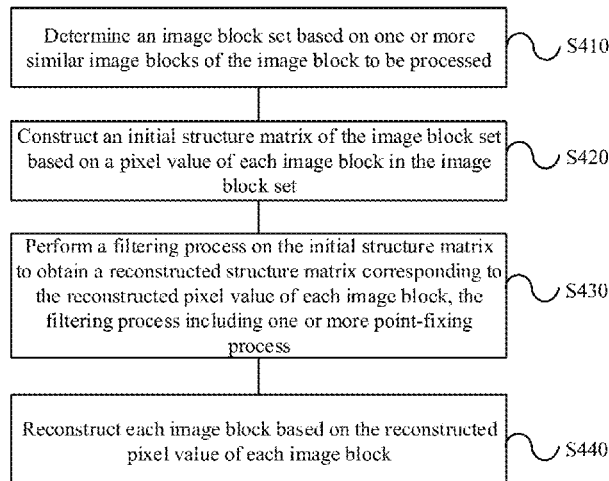 Determine an image block set based on one or more
similar image blocks of the image block to be processed
S410
Construct an initial structure matrix of the image block set
based on a pixel value of each image block in the image
block set
S420
Perform a filtering process on the initial structure matrix
to obtain a reconstructed structure matrix corresponding to
the reconstructed pixel value of each image block, the
filtering process including one or more point-fixing
process
S430
Reconstruct each image block based on the reconstructed
pixel value of each image block
S440